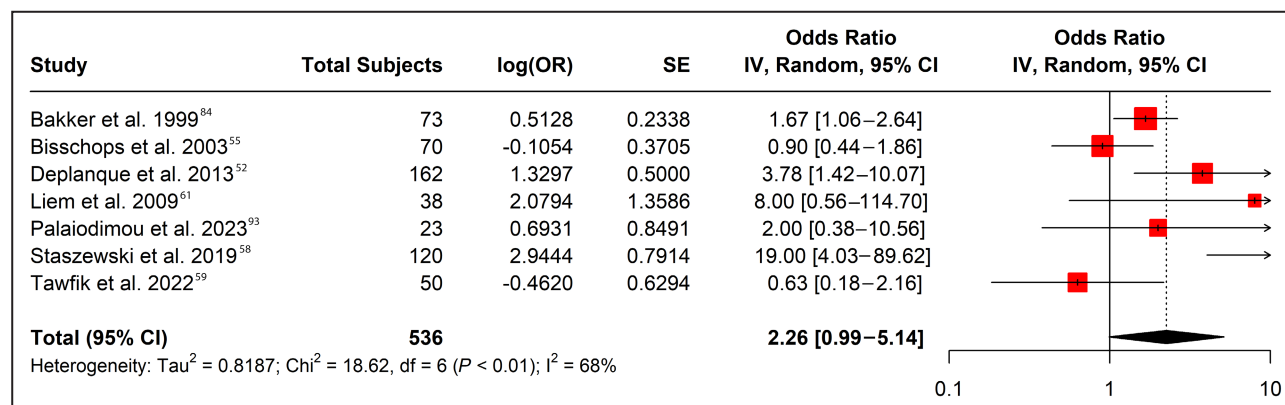 Odds Ratio Odds Ratio
Study Total Subjects log(OR) SE IV, Random, 95% CI IV, Random, 95% CI
Bakker et al. 1999⁸⁴ 73 0.5128 0.2338 1.67 [1.06−2.64]
Bisschops et al. 2003⁵⁵ 70 -0.1054 0.3705 0.90 [0.44−1.86]
Deplanque et al. 2013⁵² 162 1.3297 0.5000 3.78 [1.42−10.07]
Liem et al. 2009⁶¹ 38 2.0794 1.3586 8.00 [0.56−114.70]
Palaiodimou et al. 2023⁹³ 23 0.6931 0.8491 2.00 [0.38−10.56]
Staszewski et al. 2019⁵⁸ 120 2.9444 0.7914 19.00 [4.03−89.62]
Tawfik et al. 2022⁵⁹ 50 -0.4620 0.6294 0.63 [0.18−2.16]
Total (95% CI) 536 2.26 [0.99−5.14]
Heterogeneity: Tau² = 0.8187; Chi² = 18.62, df = 6 (P < 0.01); I² = 68%
0.1 1 10